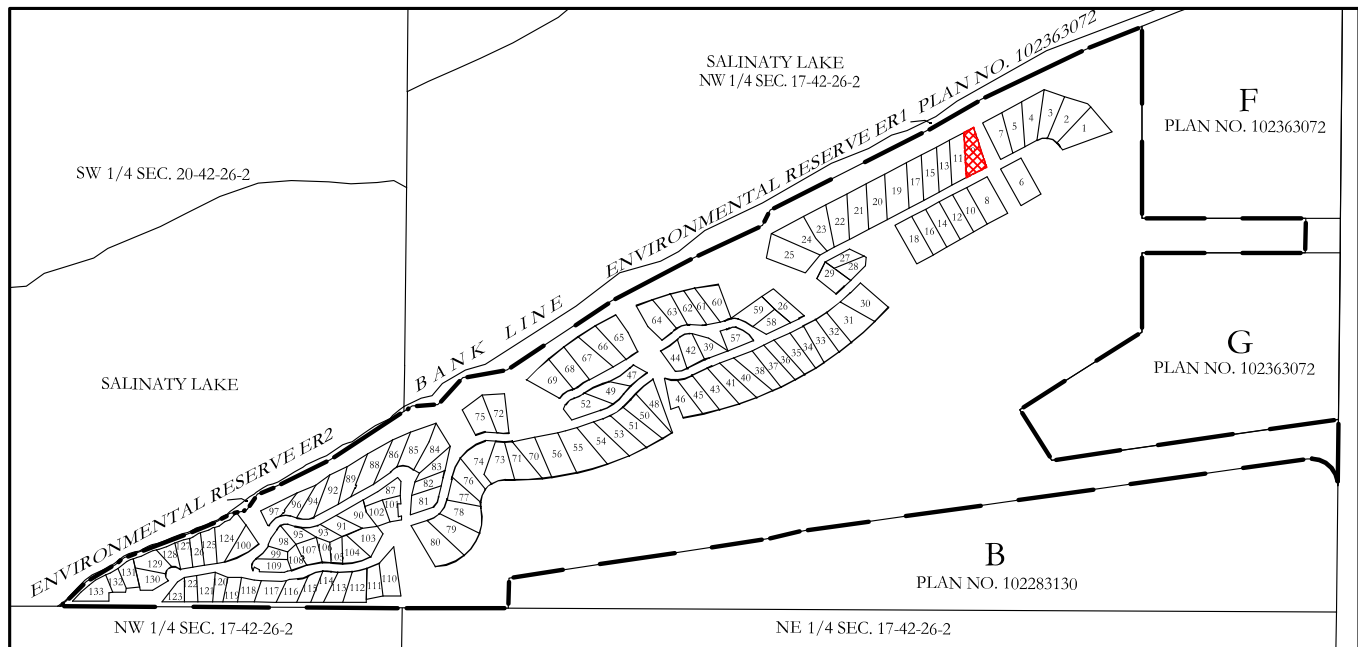 SALINATY LAKE
NW 1/4 SEC. 17-42-26-2
SW 1/4 SEC. 20-42-26-2
SALINATY LAKE
F
PLAN NO. 102363072
G
PLAN NO. 102363072
B
PLAN NO. 102283130
ENVIRONMENTAL RESERVE ER1 PLAN NO. 102363072
BANK LINE
ENVIRONMENTAL RESERVE ER2
NW 1/4 SEC. 17-42-26-2
NE 1/4 SEC. 17-42-26-2
7 5 4 3 2 1
6
25 24 23 22 21 20 19 17 15 13 11
18 16 14 12 10 8
29 27 28
64 63 62 61 60
59 26 58
30
31
44 42 39 57
46 45 43 41 40 38 37 36 35 34 33 32
69 68 67 66 65
52 49 47
75 72
74 73 71 70 56 55 54 53 51 50 48
76
77
78
79
80
97 96 94 92 89 88 86 85 84
83
82
81
87
101
102
90
91
93
95
98
99
109 108 107 106 105 104 103
133 132 131 130 129 128 127 126 125 124 100
123 122 121 120 119 118 117 116 115 114 113 112 111 110